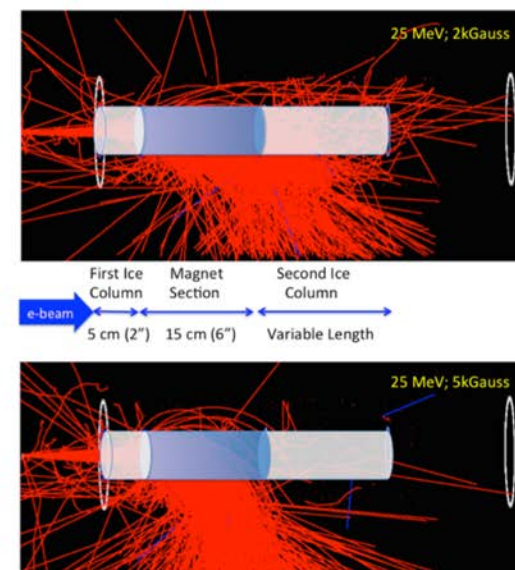 25 MeV; 2kGauss
First Ice Column
Magnet Section
Second Ice Column
e-beam
5 cm (2”)
15 cm (6”)
Variable Length
25 MeV; 5kGauss